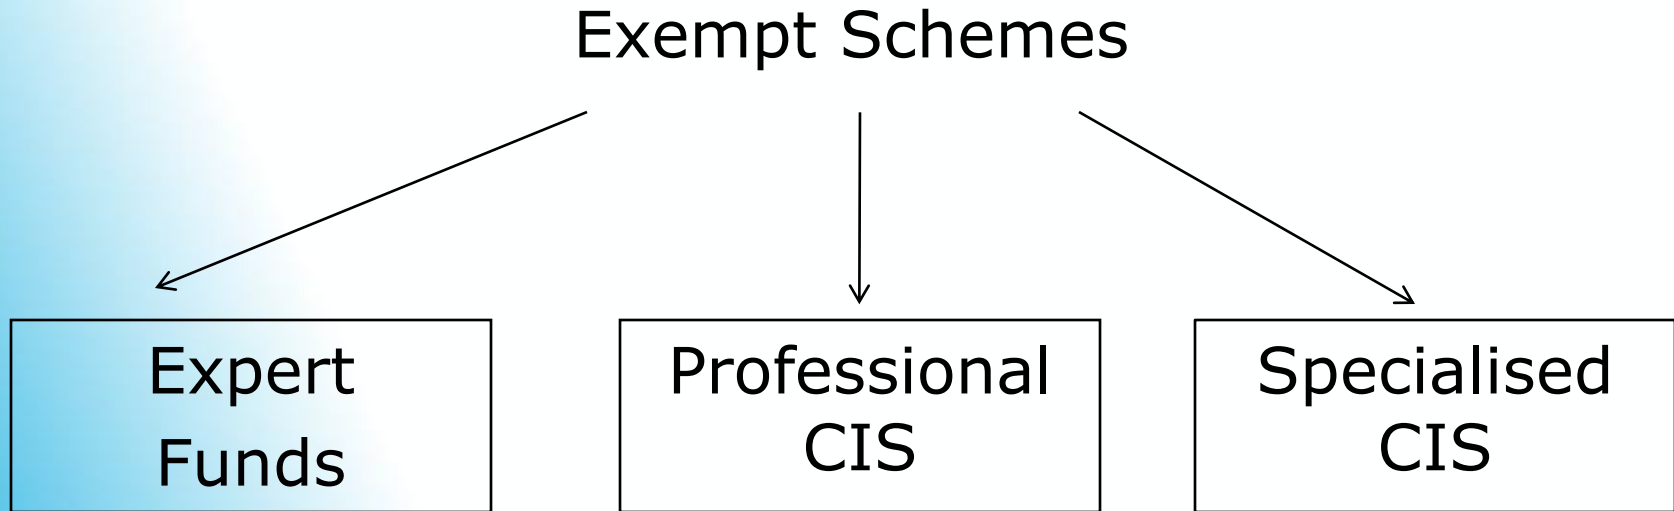 Exempt Schemes
Expert
Funds
Professional
CIS
Specialised
CIS